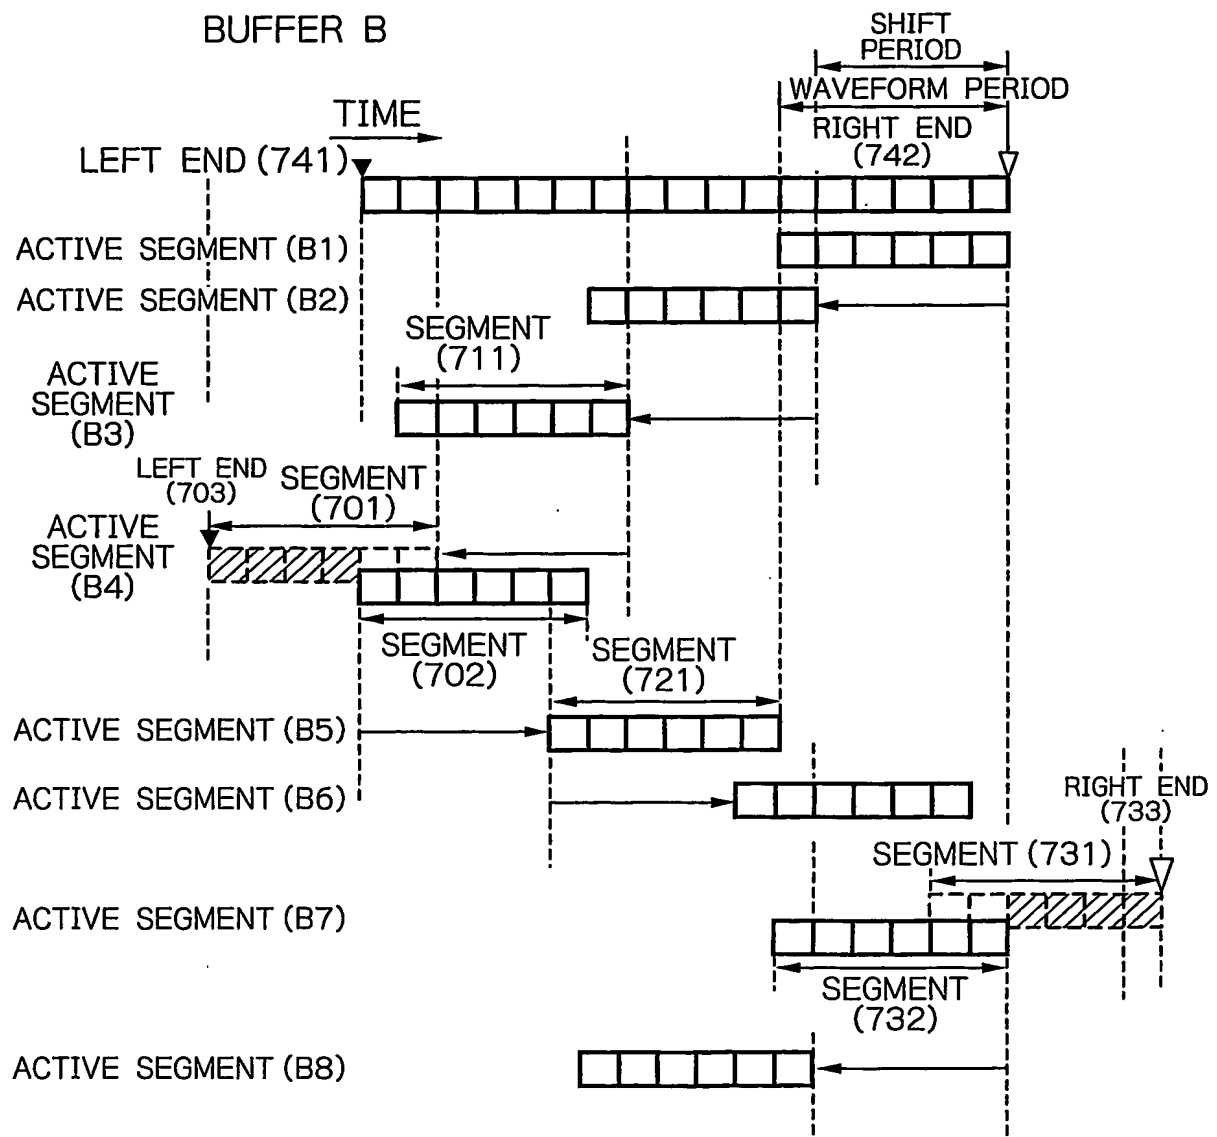 BUFFER B
SHIFT
PERIOD
WAVEFORM PERIOD
TIME
RIGHT END
(742)
LEFT END (741)
ACTIVE SEGMENT (B1)
ACTIVE SEGMENT (B2)
SEGMENT
(711)
ACTIVE
SEGMENT
(B3)
LEFT END
(703)
SEGMENT
(701)
ACTIVE
SEGMENT
(B4)
SEGMENT
(702)
SEGMENT
(721)
ACTIVE SEGMENT (B5)
ACTIVE SEGMENT (B6)
RIGHT END
(733)
SEGMENT (731)
ACTIVE SEGMENT (B7)
SEGMENT
(732)
ACTIVE SEGMENT (B8)